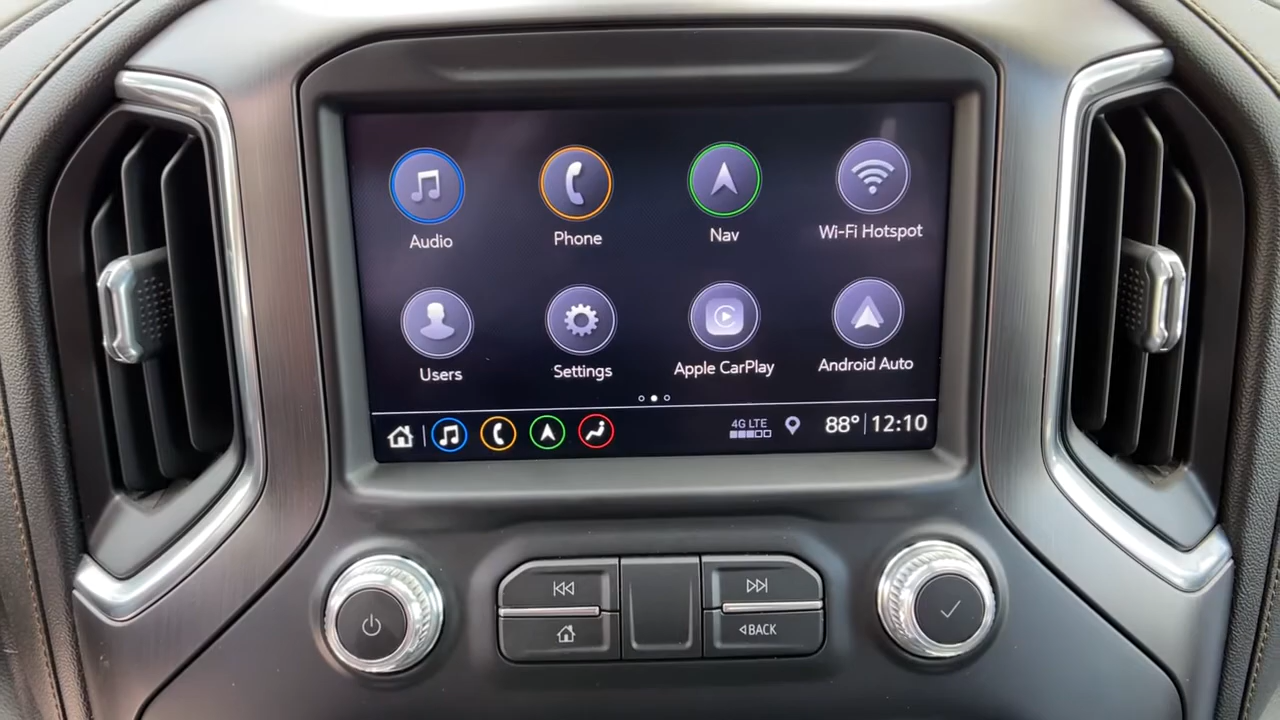 Audio
Phone
Nav
Wi-Fi Hotspot
Users
Settings
Apple CarPlay
Android Auto
4G LTE
88° 12:10
BACK